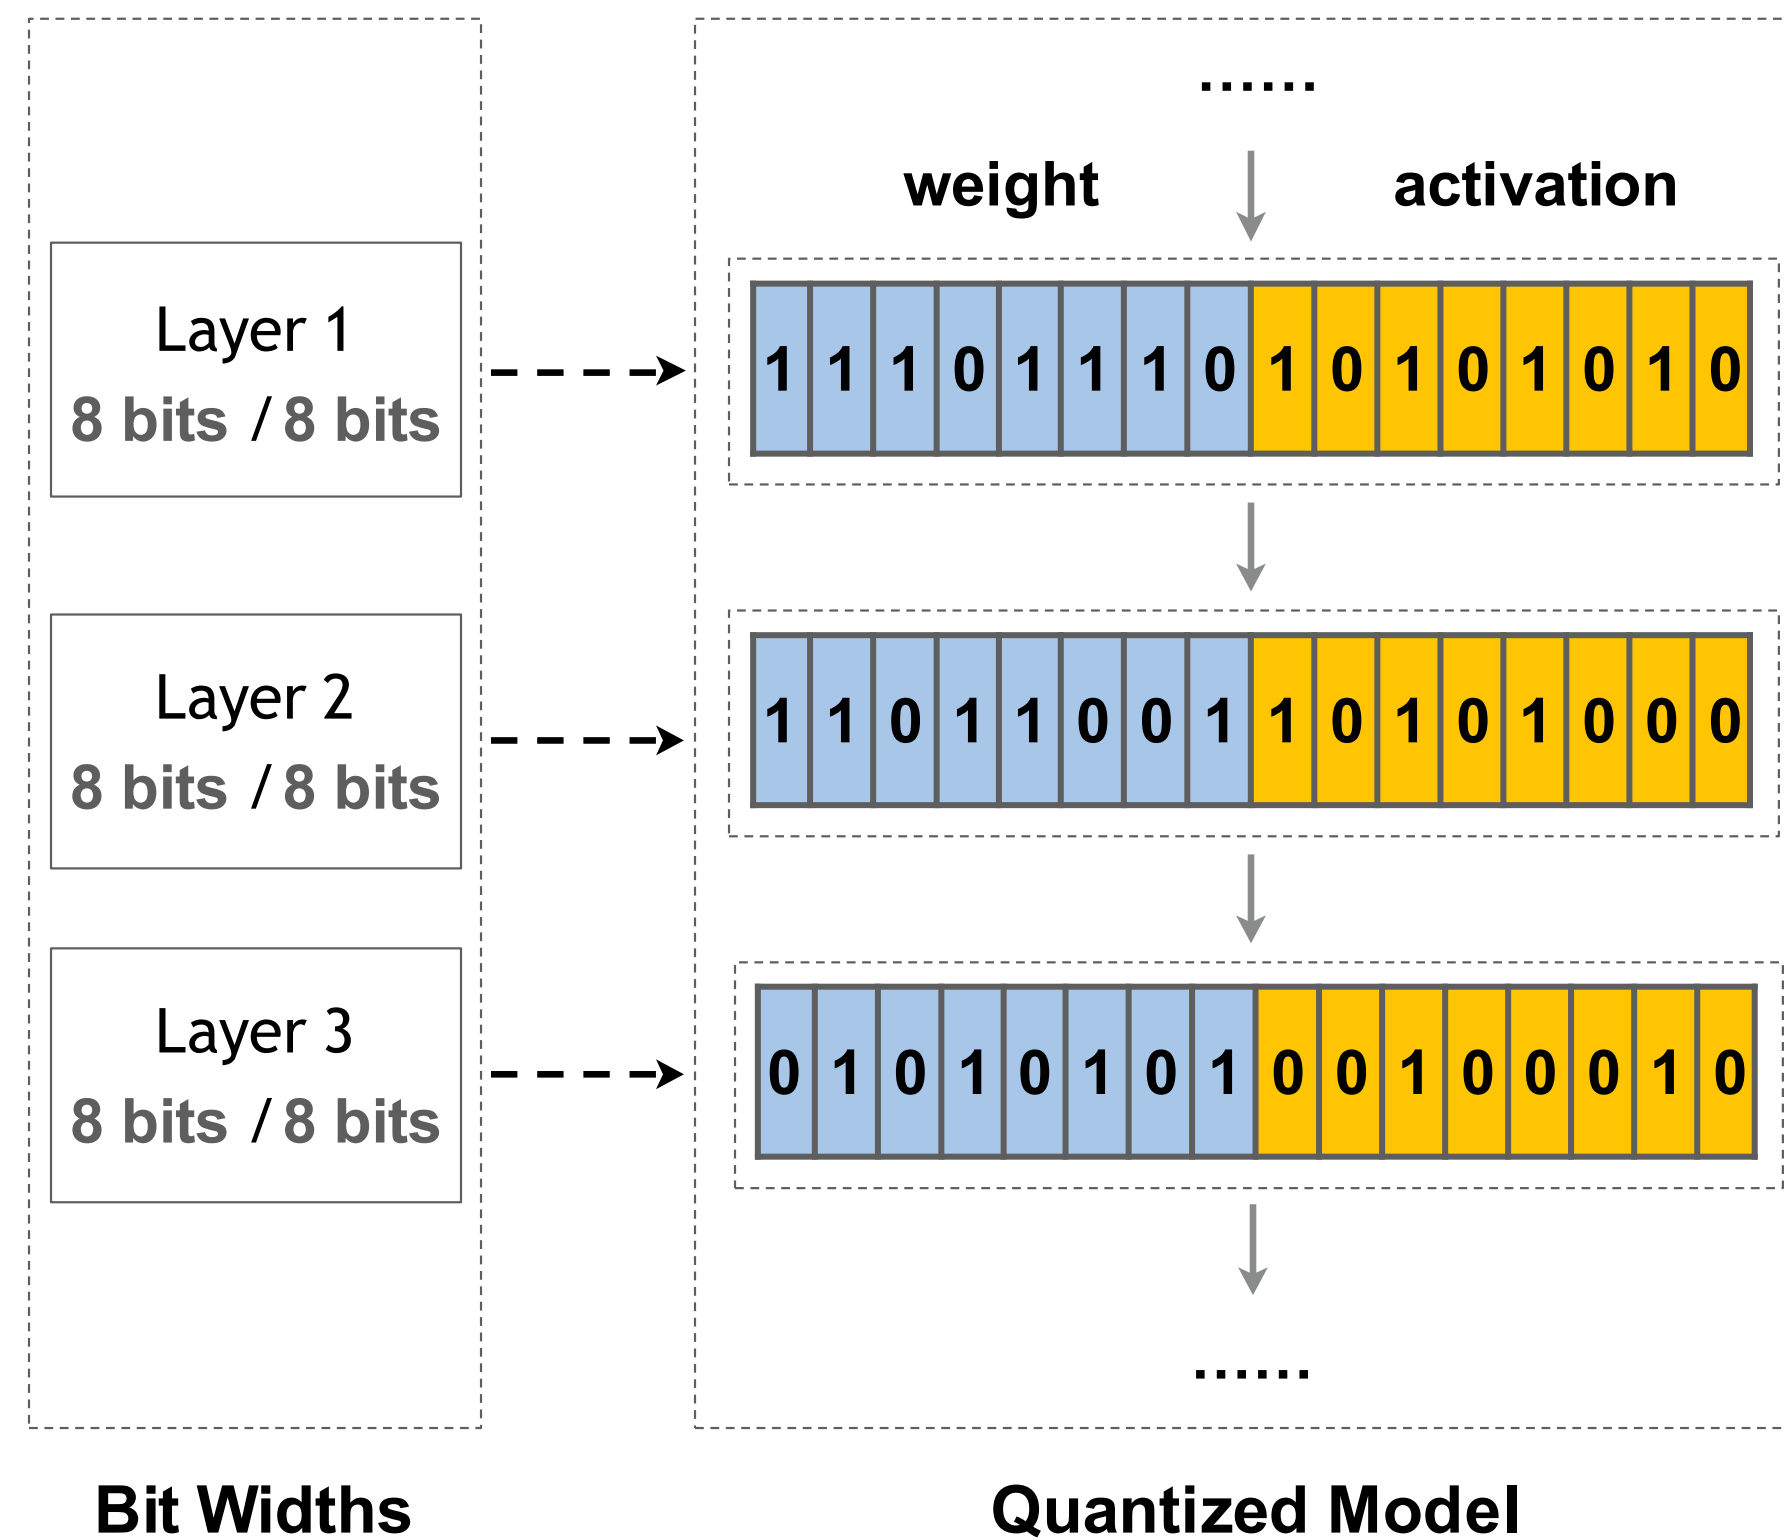 ......
weight activation
Layer 1
8 bits / 8 bits
1 1 1 0 1 1 1 0 1 0 1 0 1 0 1 0
Layer 2
8 bits / 8 bits
1 1 0 1 1 0 0 1 1 0 1 0 1 0 0 0
Layer 3
8 bits / 8 bits
0 1 0 1 0 1 0 1 0 0 1 0 0 0 1 0
......
Bit Widths
Quantized Model